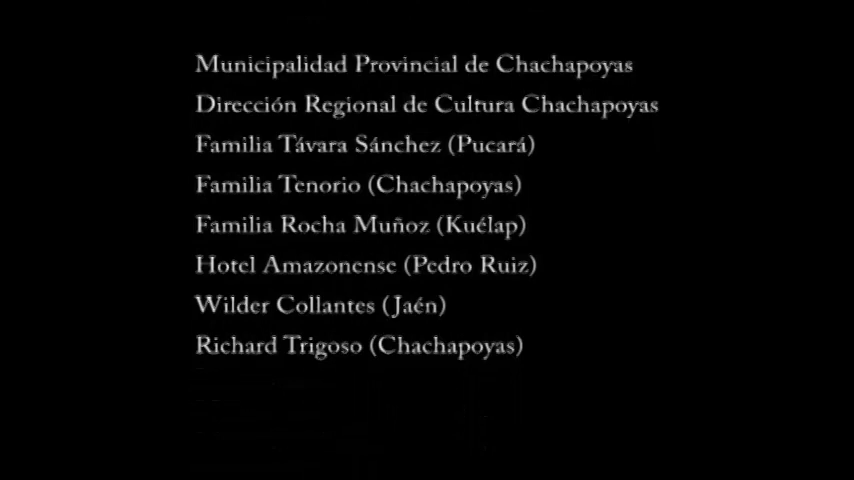 Municipalidad Provincial de Chachapoyas
Dirección Regional de Cultura Chachapoyas
Familia Távara Sánchez (Pucará)
Familia Tenorio (Chachapoyas)
Familia Rocha Muñoz (Kuélap)
Hotel Amazonense (Pedro Ruiz)
Wilder Collantes (Jaén)
Richard Trigoso (Chachapoyas)